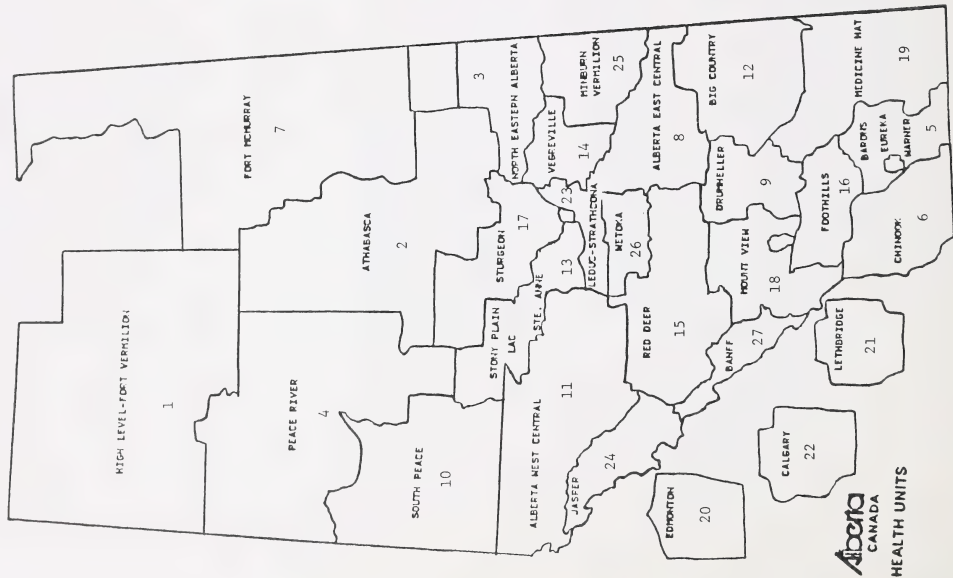 HIGH LEVEL-FORT VERMILION
1
FORT MCMURRAY
7
PEACE RIVER
4
ATHABASCA
2
SOUTH PEACE
10
3
NORTH EASTERN ALBERTA
STURGEON
17
STONY PLAIN
LAC
STE. ANNE
13
23
VEGREVILLE
14
MINBURN
VERMILION
25
LEDUC-STRATHCONA
WETOKA
26
ALBERTA WEST CENTRAL
11
JASPER
24
RED DEER
15
ALBERTA EAST CENTRAL
8
BIG COUNTRY
12
DRUMHELLER
9
MOUNT VIEW
18
BANFF
27
FOOTHILLS
16
MEDICINE HAT
19
BARONS
EUREKA
WARNER
5
CHINOOK
6
EDMONTON
20
CALGARY
22
LETHBRIDGE
21
Alberta
CANADA
HEALTH UNITS